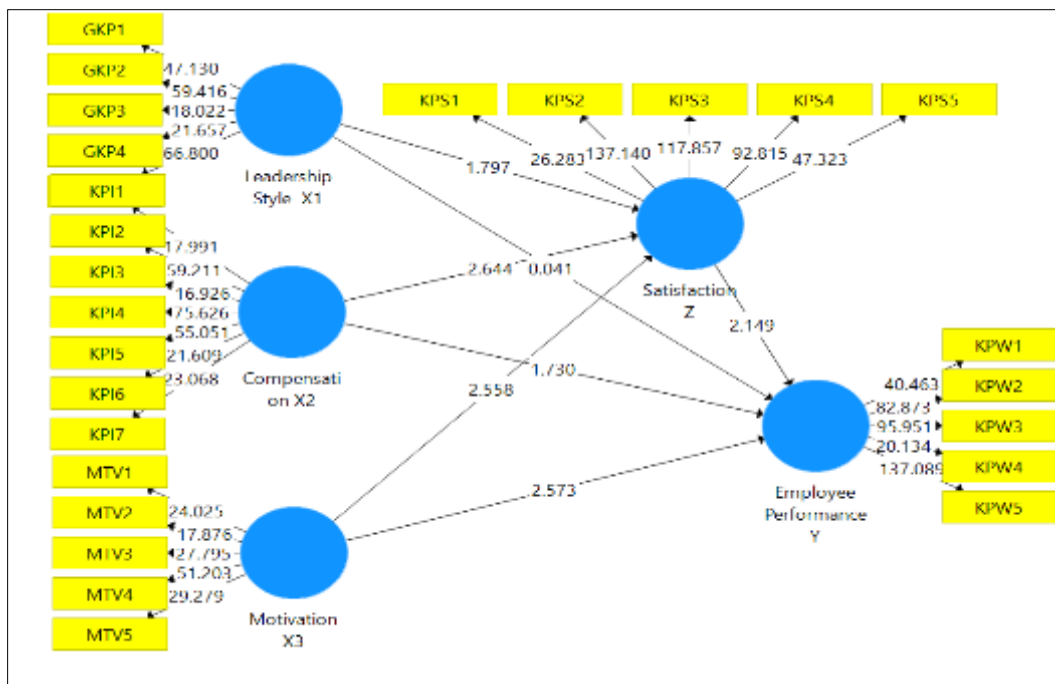 GKP1
GKP2
GKP3
GKP4
KPI1
KPI2
KPI3
KPI4
KPI5
KPI6
KPI7
MTV1
MTV2
MTV3
MTV4
MTV5
47.130
59.416
18.022
21.657
66.800
17.991
59.211
16.926
75.626
55.051
21.609
23.068
24.025
17.876
27.795
51.203
29.279
Leadership
Style X1
Compensati
on X2
Motivation
X3
1.797
2.644
0.041
2.558
1.730
2.573
2.149
KPS1
KPS2
KPS3
KPS4
KPS5
26.283
137.140
117.857
92.815
47.323
Satisfaction
Z
Employee
Performance
Y
40.463
82.873
95.951
20.134
137.089
KPW1
KPW2
KPW3
KPW4
KPW5